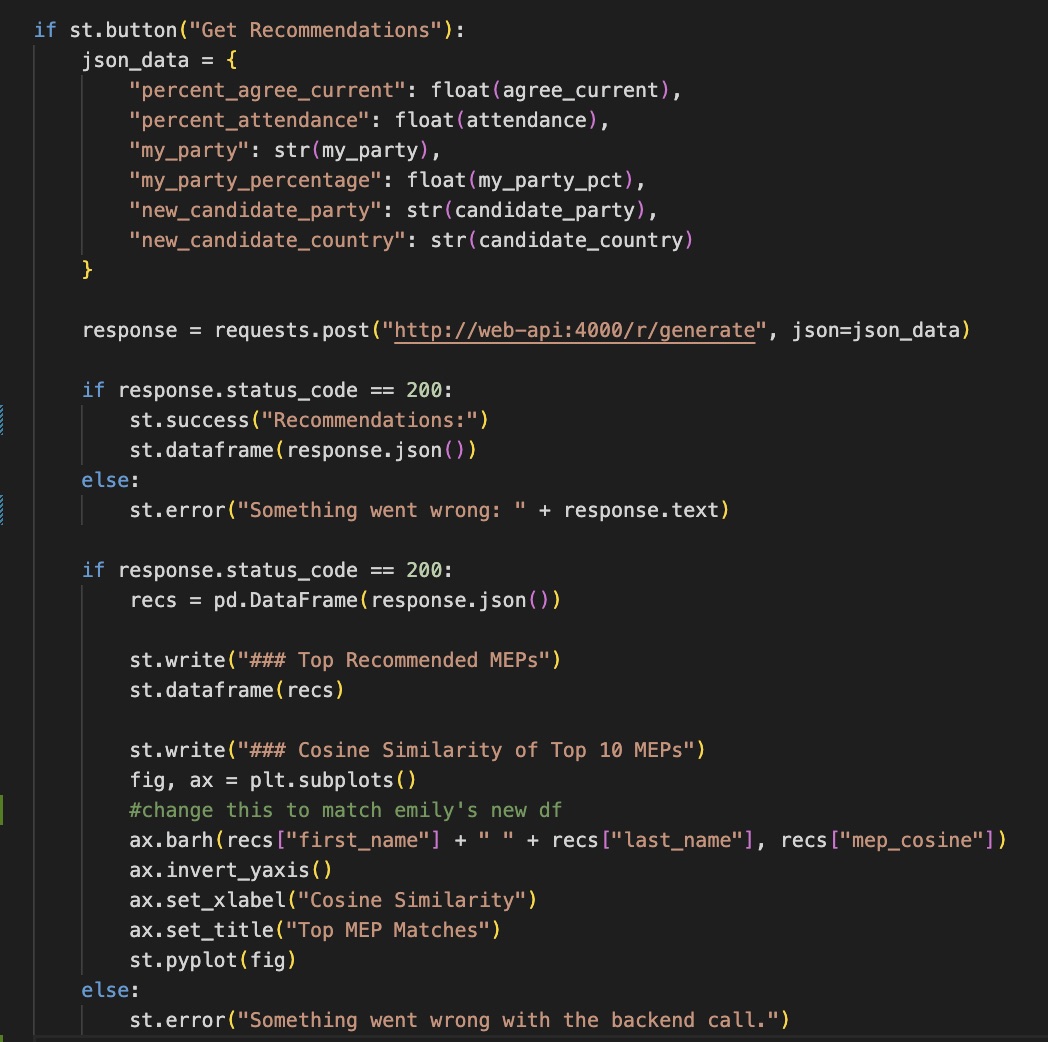 if st.button("Get Recommendations"):
    json_data = {
        "percent_agree_current": float(agree_current),
        "percent_attendance": float(attendance),
        "my_party": str(my_party),
        "my_party_percentage": float(my_party_pct),
        "new_candidate_party": str(candidate_party),
        "new_candidate_country": str(candidate_country)
    }

    response = requests.post("http://web-api:4000/r/generate", json=json_data)

    if response.status_code == 200:
        st.success("Recommendations:")
        st.dataframe(response.json())
    else:
        st.error("Something went wrong: " + response.text)

    if response.status_code == 200:
        recs = pd.DataFrame(response.json())

        st.write("### Top Recommended MEPs")
        st.dataframe(recs)

        st.write("### Cosine Similarity of Top 10 MEPs")
        fig, ax = plt.subplots()
        #change this to match emily's new df
        ax.barh(recs["first_name"] + " " + recs["last_name"], recs["mep_cosine"])
        ax.invert_yaxis()
        ax.set_xlabel("Cosine Similarity")
        ax.set_title("Top MEP Matches")
        st.pyplot(fig)
    else:
        st.error("Something went wrong with the backend call.")